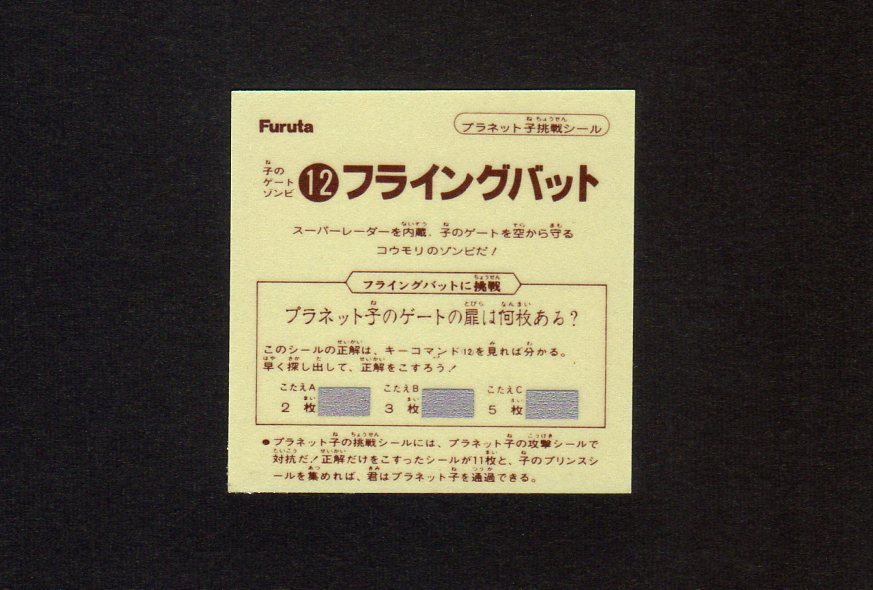 Furuta
プラネット子挑戦シール
子の
ゲート
ゾンビ
⑫フライングバット
スーパーレーダーを内蔵。子のゲートを空から守る
コウモリのゾンビだ！
フライングバットに挑戦
プラネット子のゲートの扉は何枚ある？
このシールの正解は、キーコマンド⑫を見れば分かる。
早く探し出して、正解をこすろう！
こたえA こたえB こたえC
2枚 3枚 5枚
●プラネット子の挑戦シールには、プラネット子の攻撃シールで
対抗だ！正解だけをこすったシールが11枚と、子のプリンスシ
ールを集めれば、君はプラネット子を通過できる。